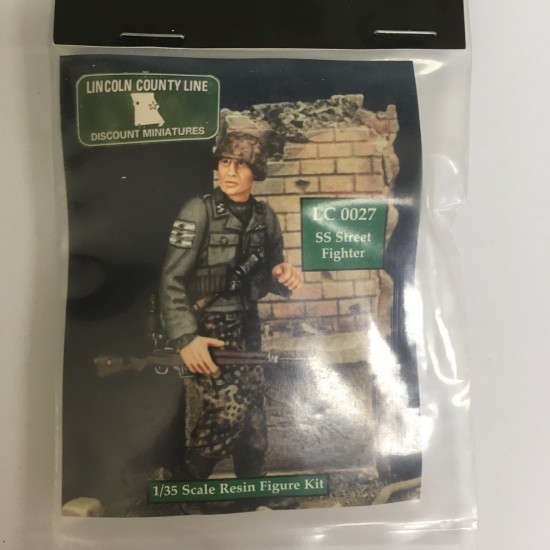 LINCOLN COUNTY LINE
DISCOUNT MINIATURES
LC 0027
SS Street
Fighter
1/35 Scale Resin Figure Kit